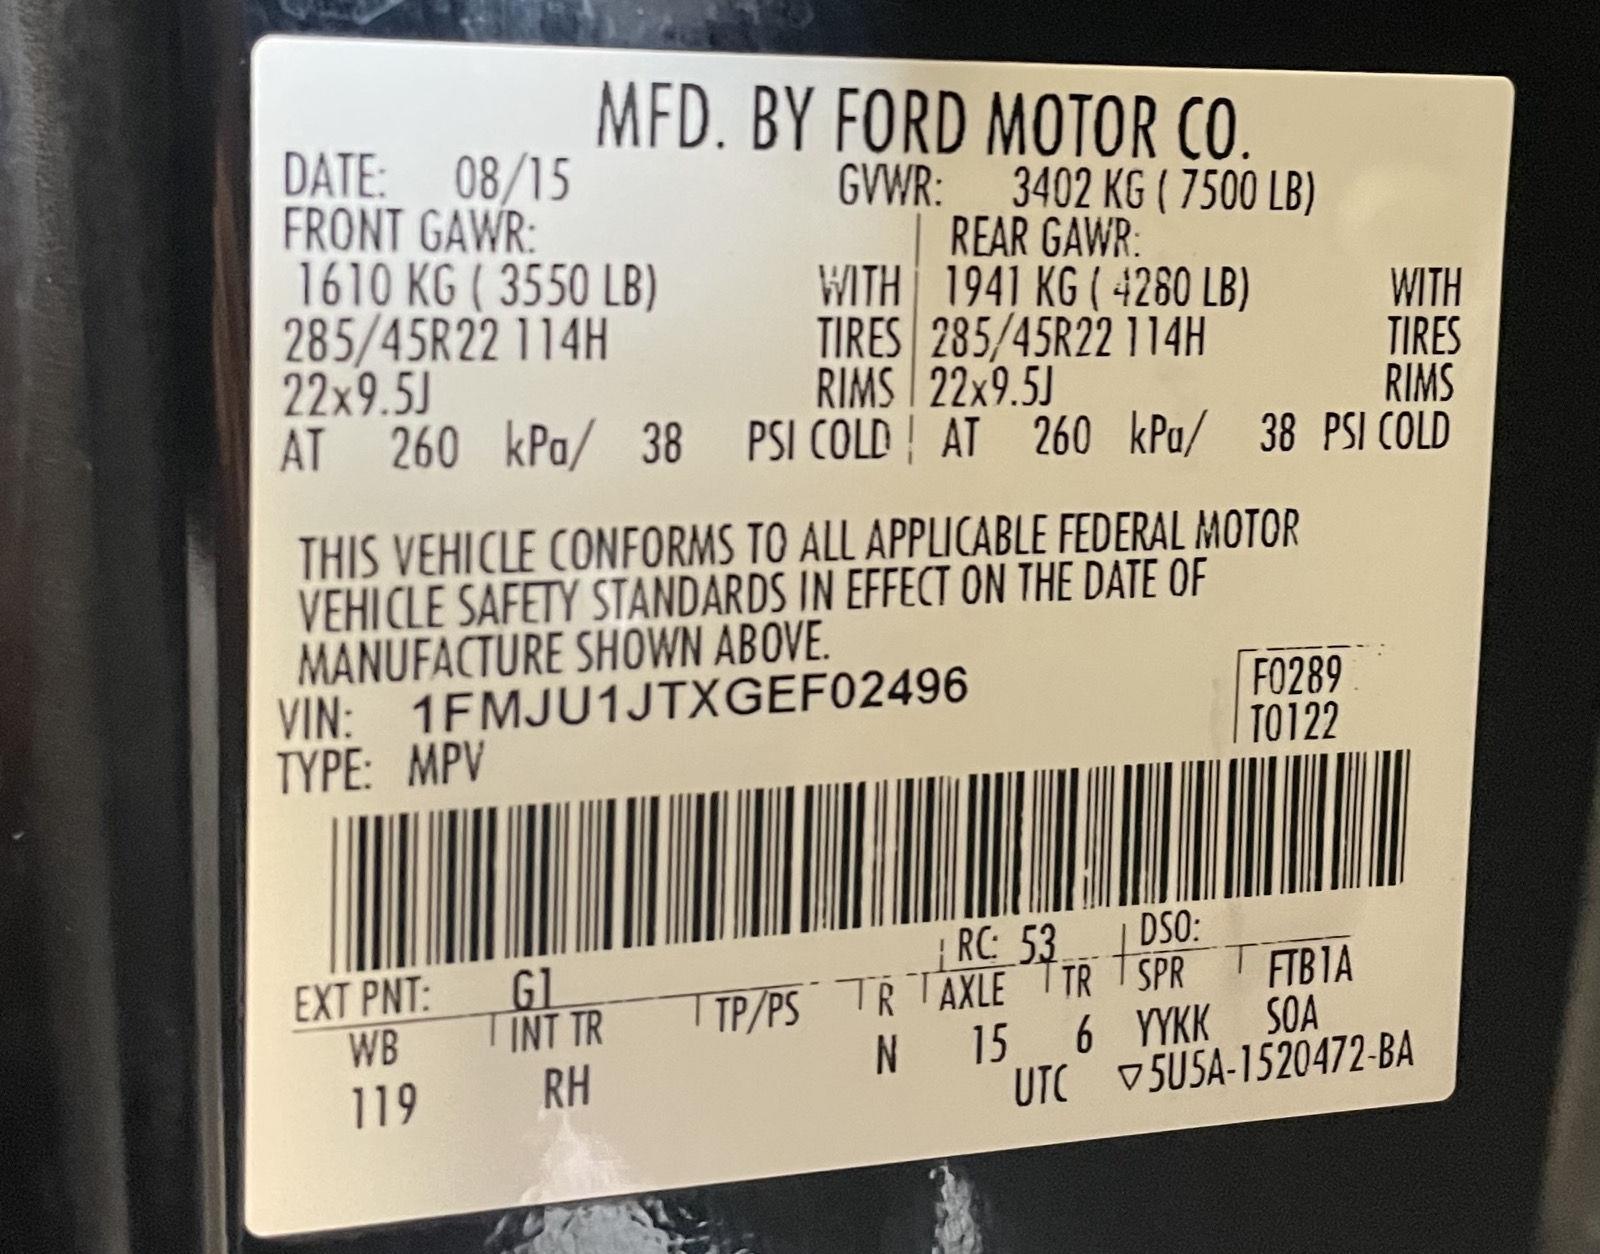 MFD. BY FORD MOTOR CO.
DATE: 08/15 GVWR: 3402 KG ( 7500 LB)
FRONT GAWR: REAR GAWR:
1610 KG ( 3550 LB) WITH 1941 KG ( 4280 LB) WITH
285/45R22 114H TIRES 285/45R22 114H TIRES
22x9.5J RIMS 22x9.5J RIMS
AT 260 kPa/ 38 PSI COLD AT 260 kPa/ 38 PSI COLD
THIS VEHICLE CONFORMS TO ALL APPLICABLE FEDERAL MOTOR
VEHICLE SAFETY STANDARDS IN EFFECT ON THE DATE OF
MANUFACTURE SHOWN ABOVE.
VIN: 1FMJU1JTXGEF02496 F0289
TYPE: MPV T0122
EXT PNT: G1 RC: 53 DSO:
WB INT TR TP/PS R AXLE TR SPR FTB1A
119 RH N 15 6 YYKK SOA
UTC ▽5U5A-1520472-BA